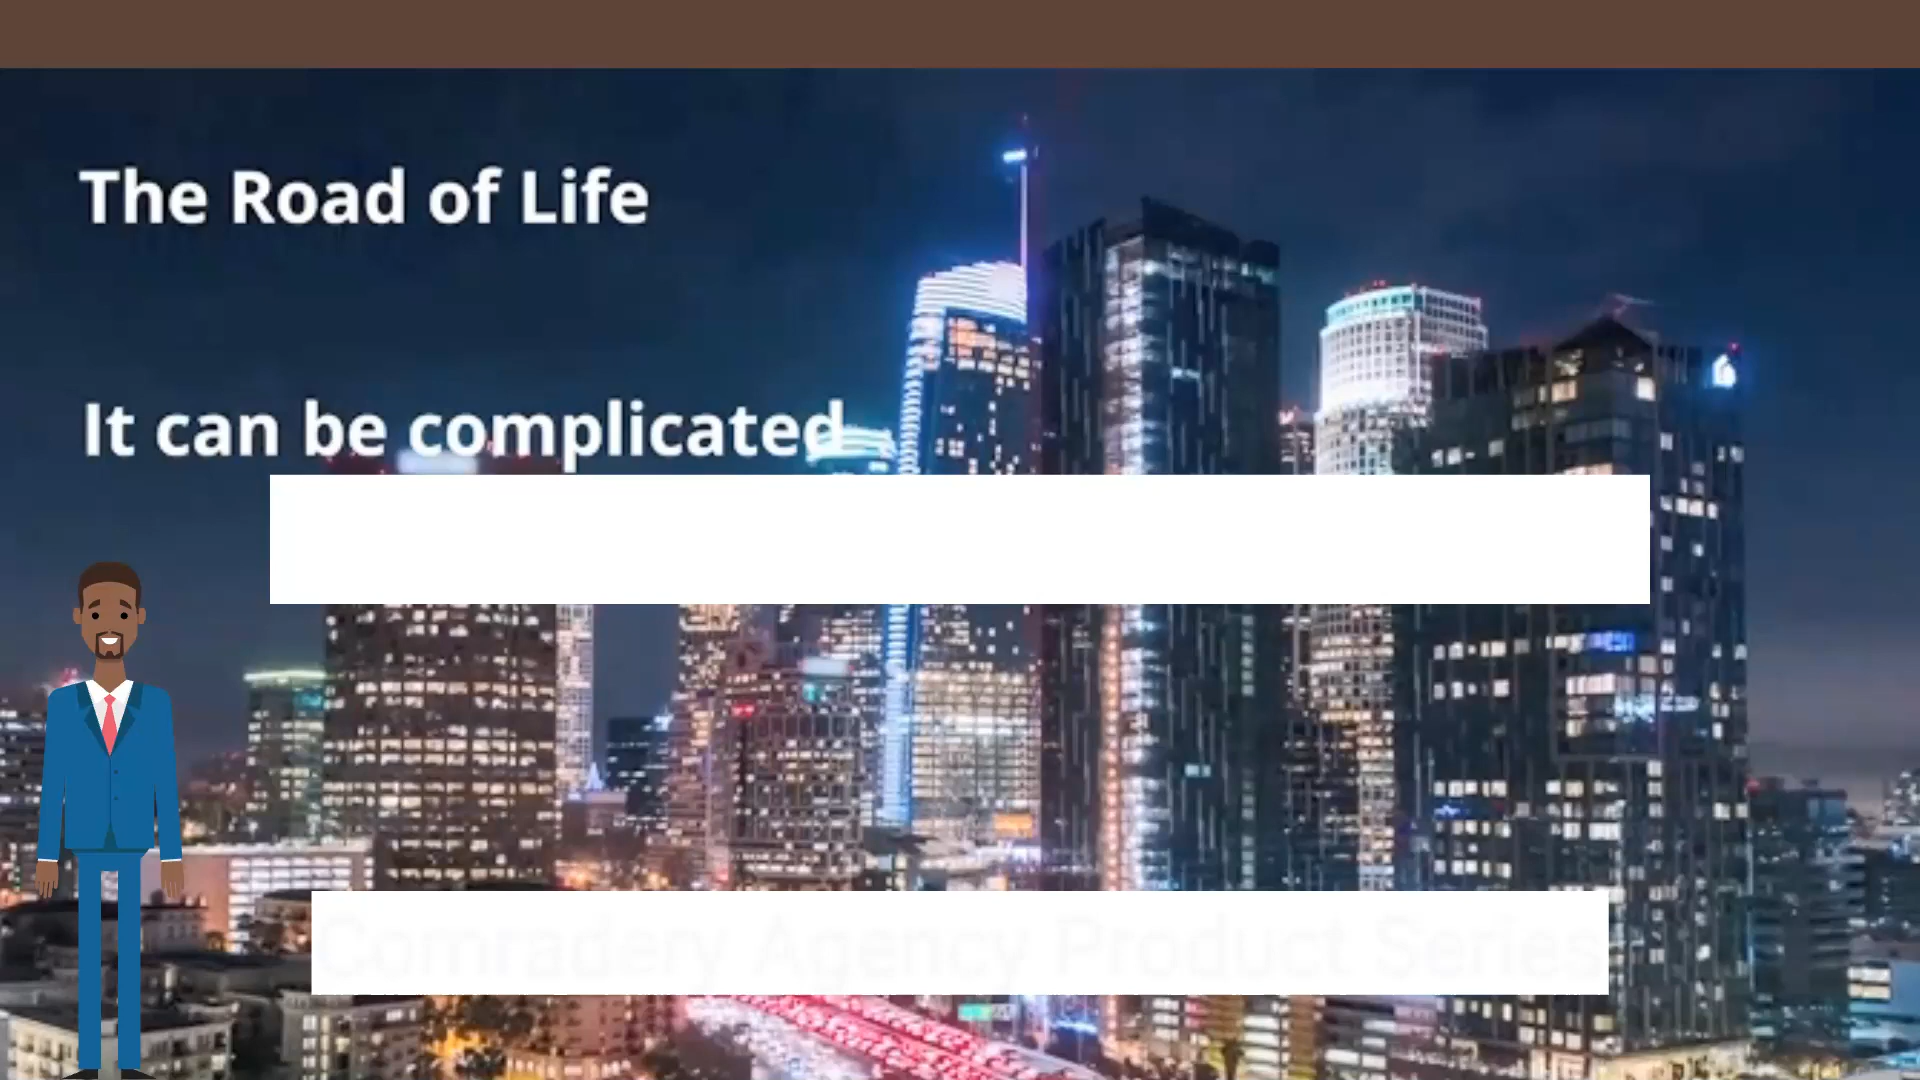 The Road of Life
It can be complicated
Comradery Agency Product Series